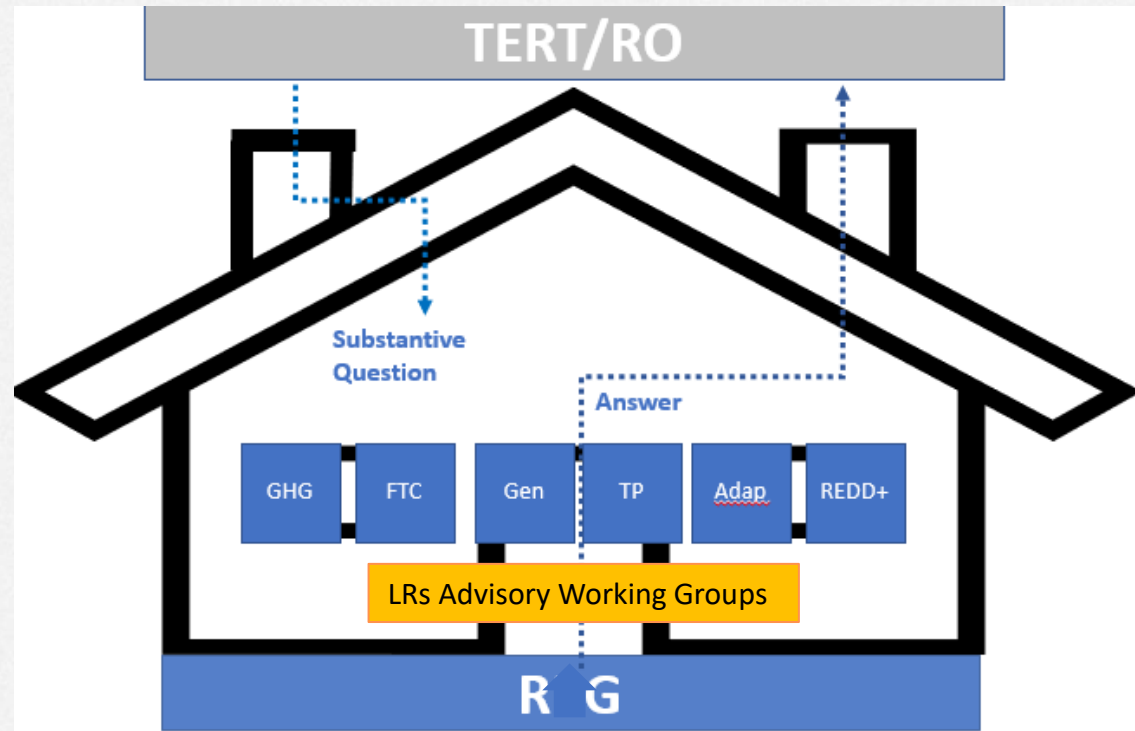 TERT/RO
Substantive
Question
Answer
GHG
FTC
Gen
TP
Adap
REDD+
LRs Advisory Working Groups